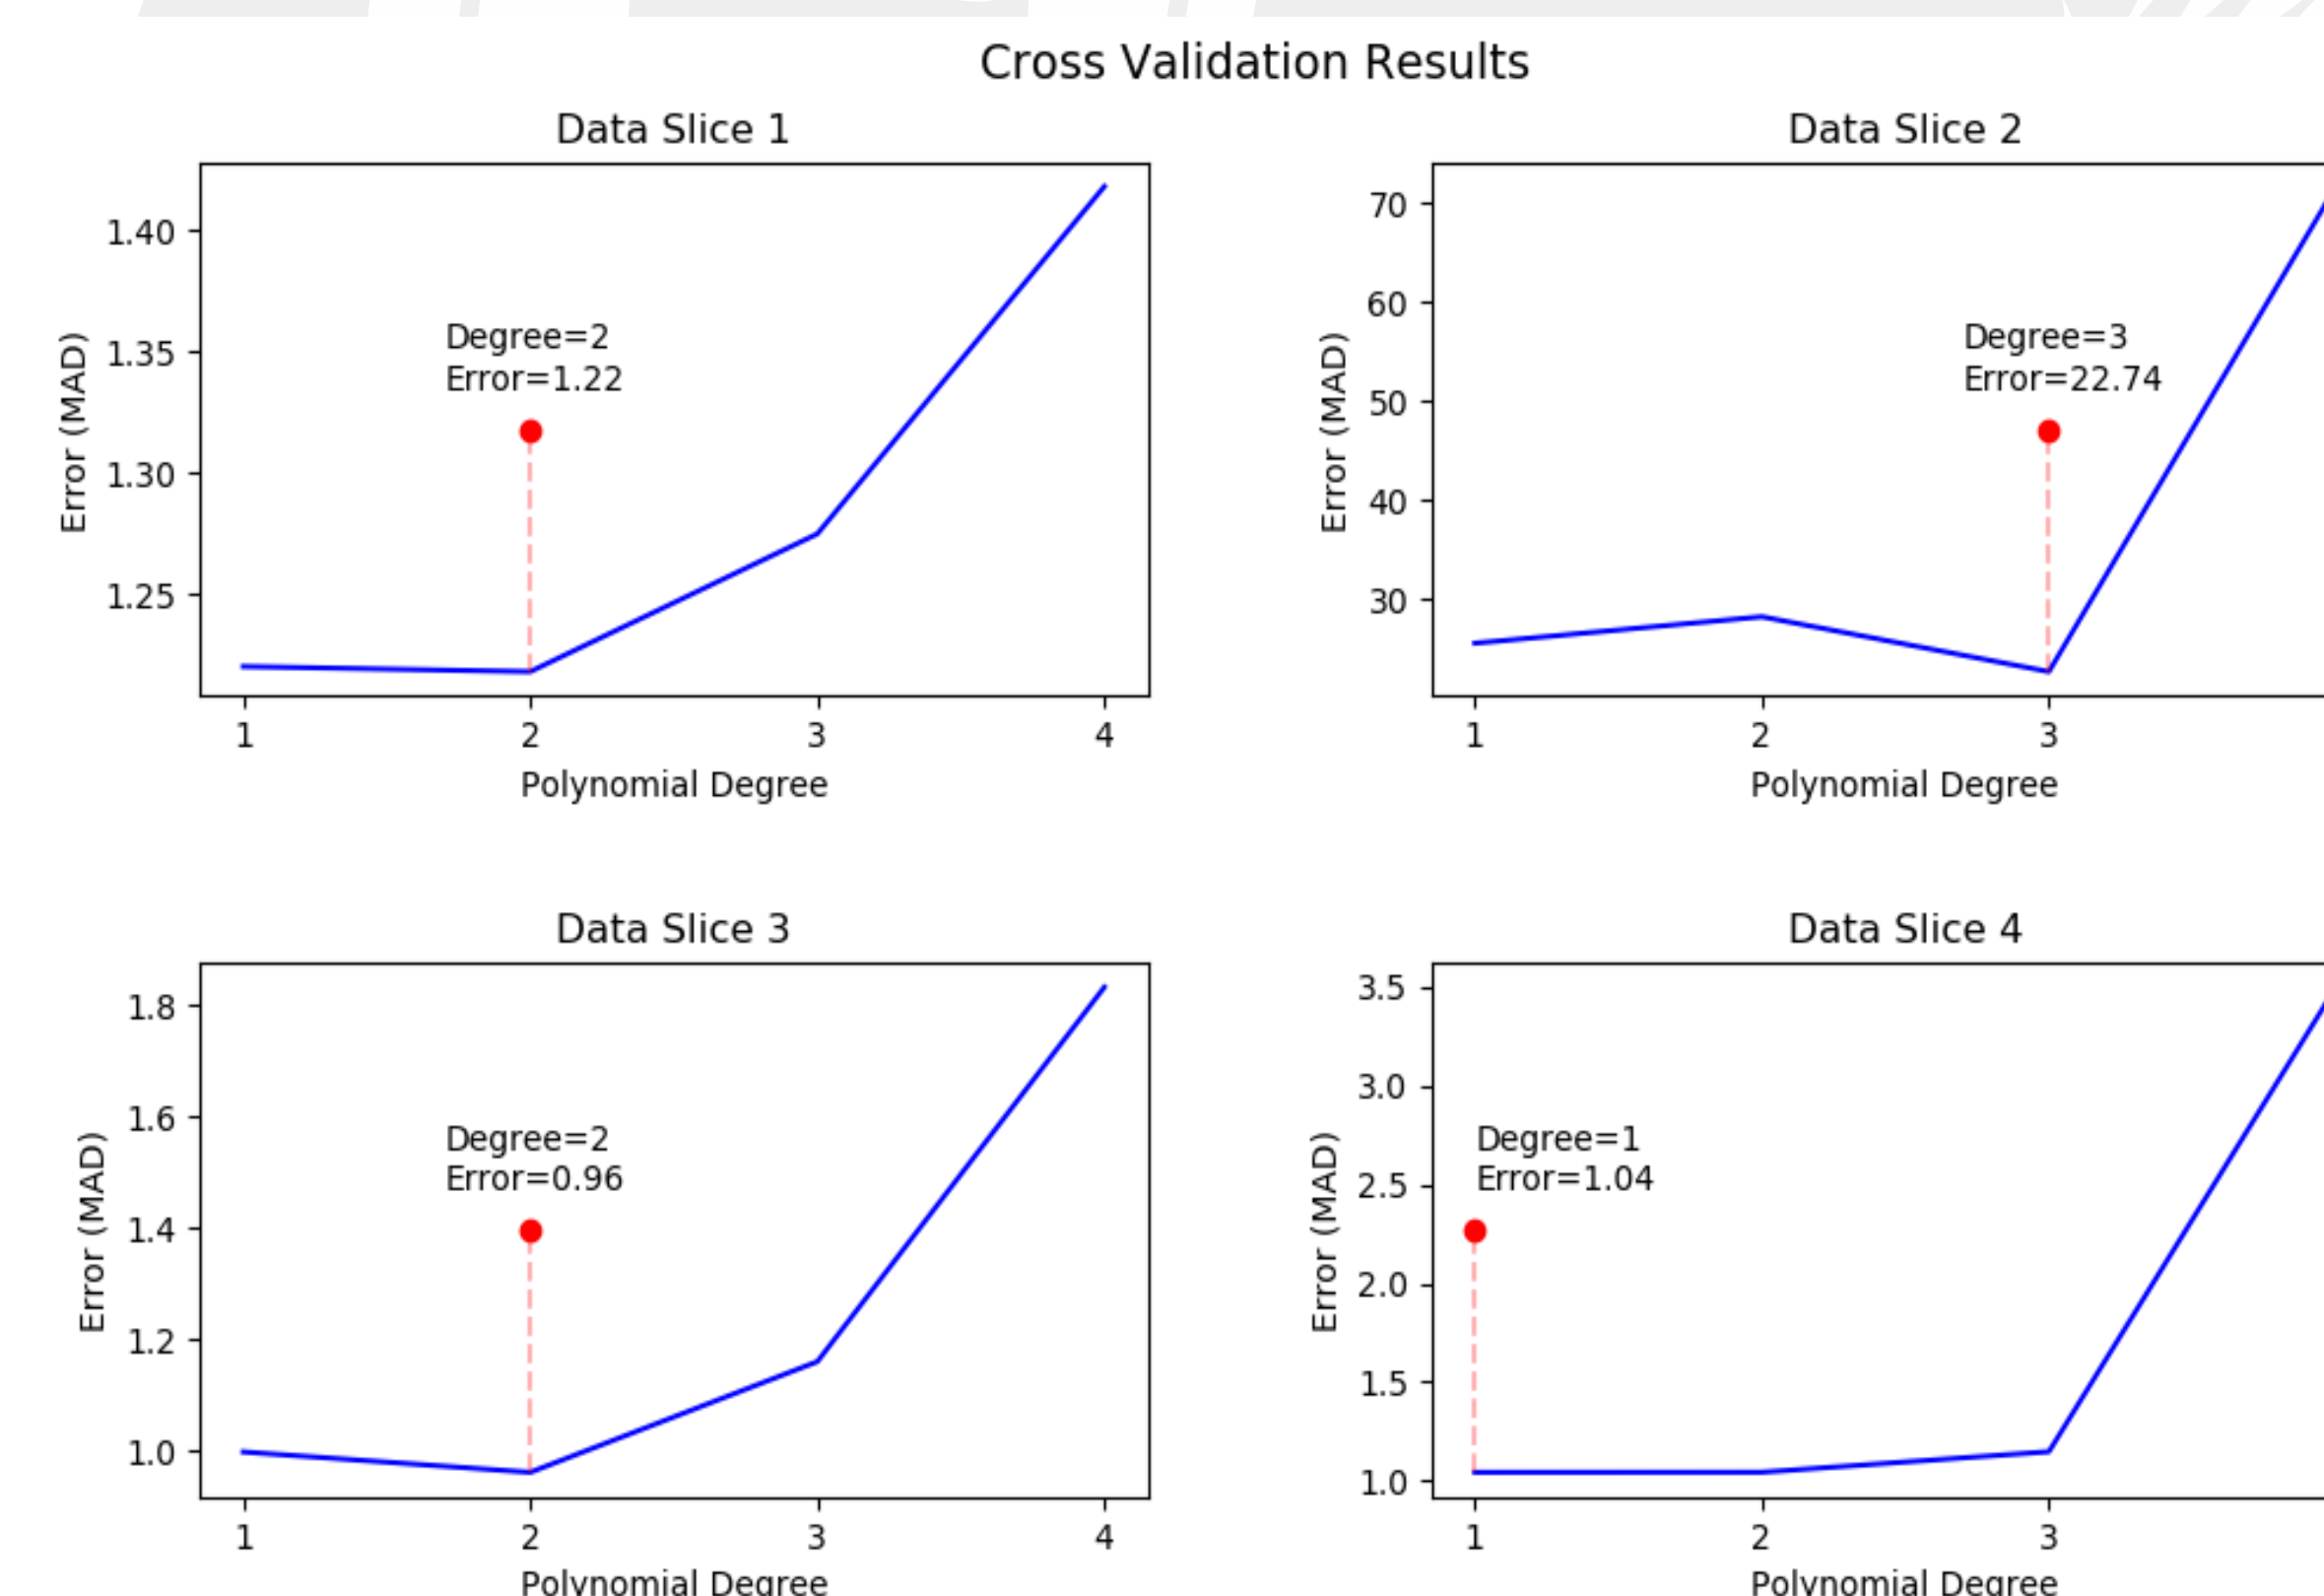 Cross Validation Results
Data Slice 1
1.40
1.35
1.30
1.25
Error (MAD)
Degree=2
Error=1.22
1 2 3 4
Polynomial Degree
Data Slice 2
70
60
50
40
30
Error (MAD)
Degree=3
Error=22.74
1 2 3
Polynomial Degree
Data Slice 3
1.8
1.6
1.4
1.2
1.0
Error (MAD)
Degree=2
Error=0.96
1 2 3 4
Polynomial Degree
Data Slice 4
3.5
3.0
2.5
2.0
1.5
1.0
Error (MAD)
Degree=1
Error=1.04
1 2 3
Polynomial Degree